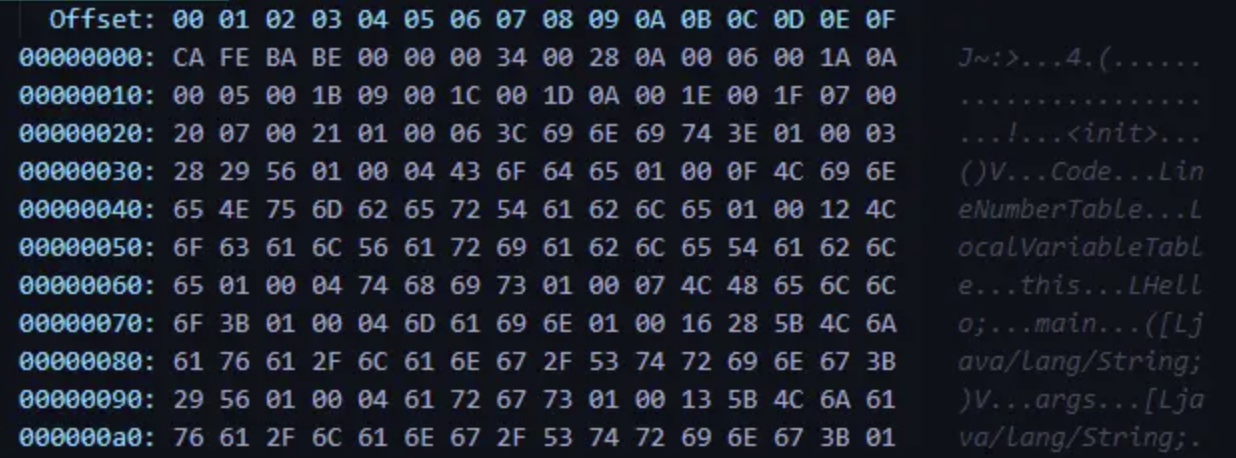 Offset: 00 01 02 03 04 05 06 07 08 09 0A 0B 0C 0D 0E 0F
00000000: CA FE BA BE 00 00 00 34 00 28 0A 00 06 00 1A 0A J~:>...4.(......
00000010: 00 05 00 1B 09 00 1C 00 1D 0A 00 1E 00 1F 07 00 ................
00000020: 20 07 00 21 01 00 06 3C 69 6E 69 74 3E 01 00 03 ...!...<init>...
00000030: 28 29 56 01 00 04 43 6F 64 65 01 00 0F 4C 69 6E ()V...Code...Lin
00000040: 65 4E 75 6D 62 65 72 54 61 62 6C 65 01 00 12 4C eNumberTable...L
00000050: 6F 63 61 6C 56 61 72 69 61 62 6C 65 54 61 62 6C ocalVariableTabl
00000060: 65 01 00 04 74 68 69 73 01 00 07 4C 48 65 6C 6C e...this...LHell
00000070: 6F 3B 01 00 04 6D 61 69 6E 01 00 16 28 5B 4C 6A o;...main...([Lj
00000080: 61 76 61 2F 6C 61 6E 67 2F 53 74 72 69 6E 67 3B ava/lang/String;
00000090: 29 56 01 00 04 61 72 67 73 01 00 13 5B 4C 6A 61 )V...args...[Lja
000000a0: 76 61 2F 6C 61 6E 67 2F 53 74 72 69 6E 67 3B 01 va/lang/String;.